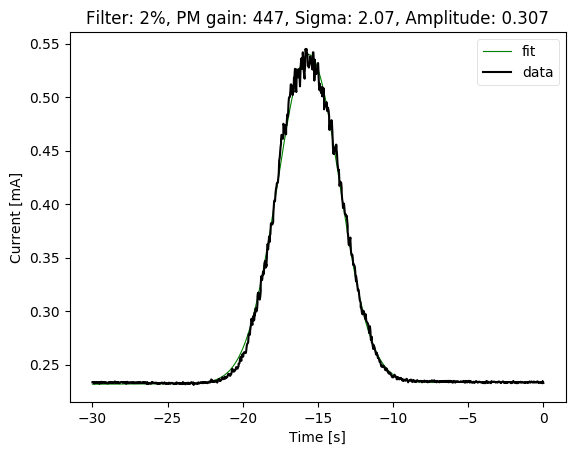 Filter: 2%, PM gain: 447, Sigma: 2.07, Amplitude: 0.307
fit
data
0.55
0.50
0.45
0.40
0.35
0.30
0.25
Current [mA]
−30 −25 −20 −15 −10 −5 0
Time [s]